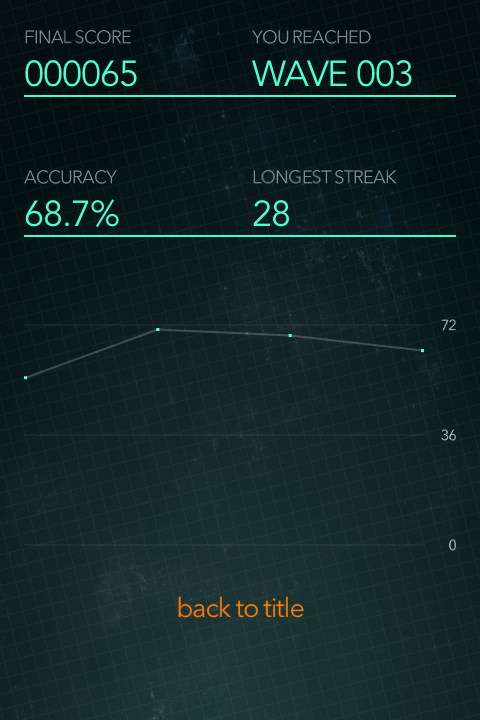 FINAL SCORE
YOU REACHED
000065
WAVE 003
ACCURACY
LONGEST STREAK
68.7%
28
72
36
0
back to title